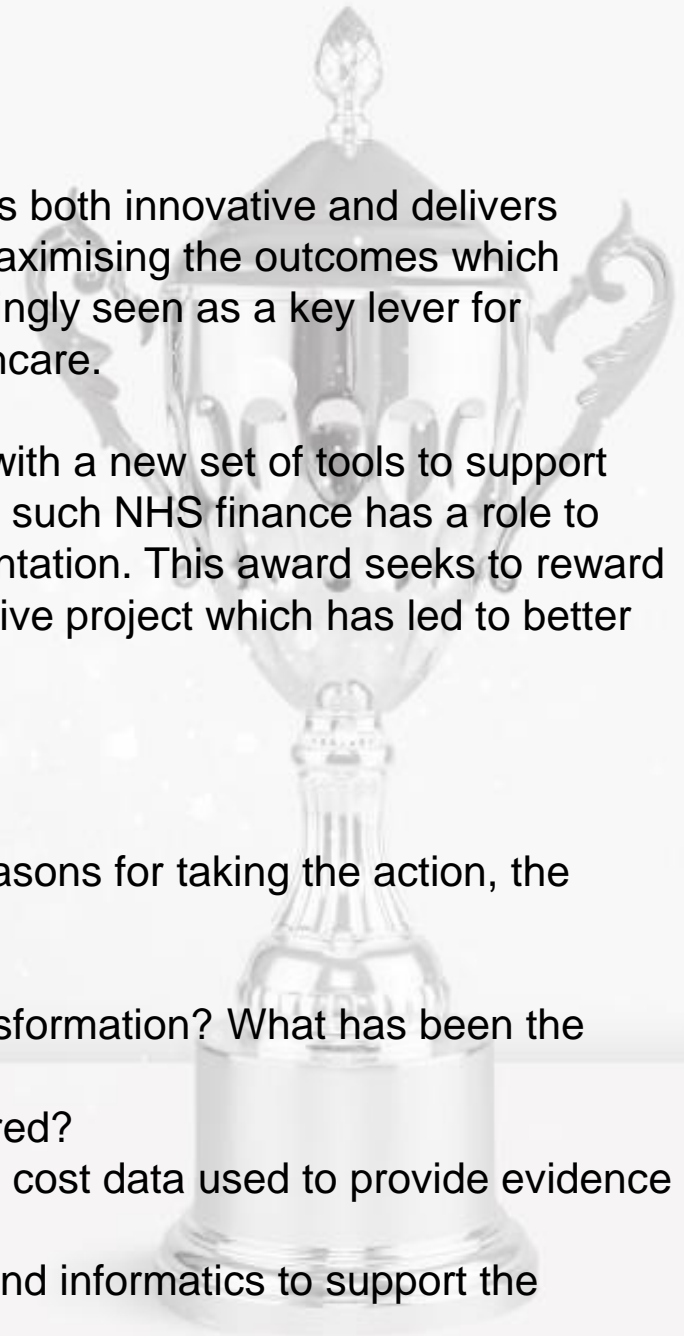 s both innovative and delivers
aximising the outcomes which
ingly seen as a key lever for
ncare.
with a new set of tools to support
such NHS finance has a role to
ntation. This award seeks to reward
ive project which has led to better
asons for taking the action, the
sformation? What has been the
red?
cost data used to provide evidence
nd informatics to support the